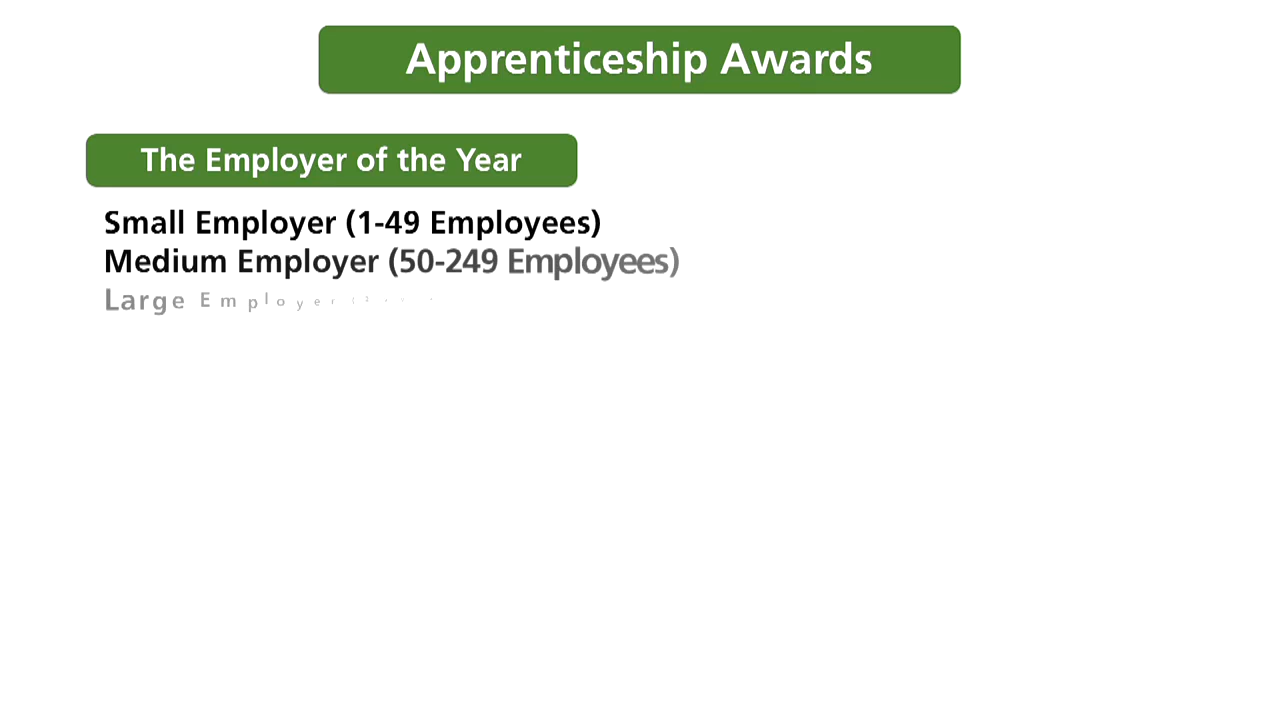 Apprenticeship Awards
The Employer of the Year
Small Employer (1-49 Employees)
Medium Employer (50-249 Employees)
Large Employer